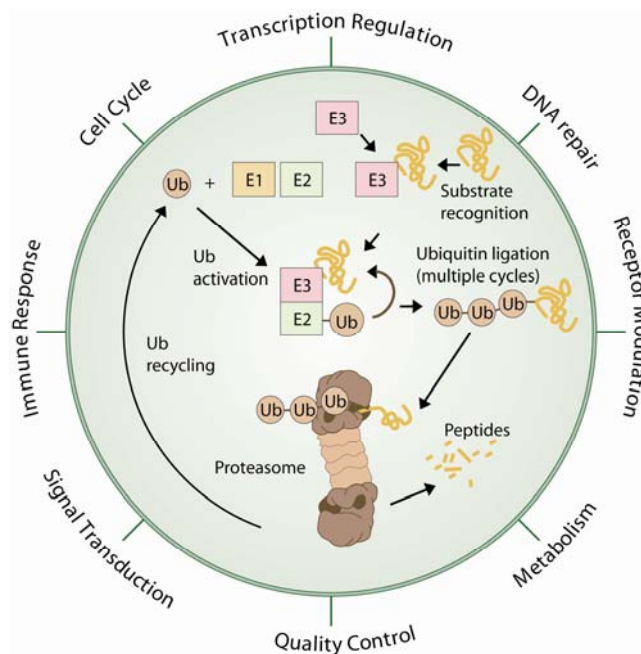 Transcription Regulation
Cell Cycle
DNA repair
E3
Ub + E1 E2
E3
Substrate
recognition
Ub
activation
E3
E2 Ub
Ubiquitin ligation
(multiple cycles)
Ub Ub Ub
Immune Response
Receptor Modulation
Ub
recycling
Ub Ub Ub
Proteasome
Peptides
Signal Transduction
Metabolism
Quality Control